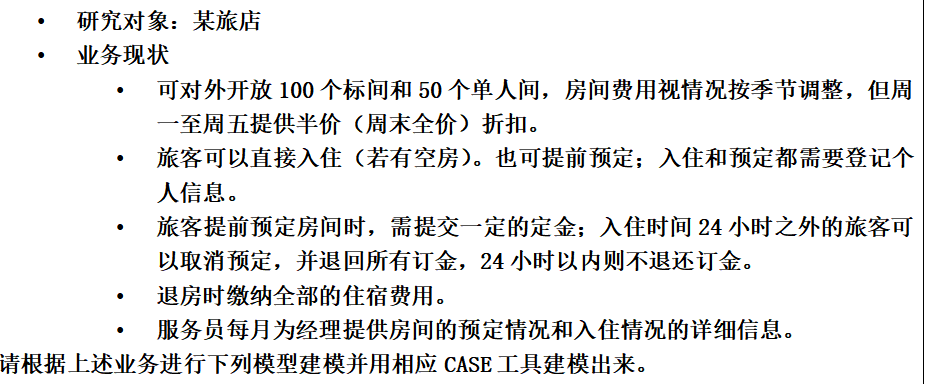 • 研究对象：某旅店
• 业务现状
• 可对外开放 100 个标间和 50 个单人间，房间费用视情况按季节调整，但周
一至周五提供半价（周末全价）折扣。
• 旅客可以直接入住（若有空房）。也可提前预定；入住和预定都需要登记个
人信息。
• 旅客提前预定房间时，需提交一定的定金；入住时间 24 小时之外的旅客可
以取消预定，并退回所有订金，24 小时以内则不退还订金。
• 退房时缴纳全部的住宿费用。
• 服务员每月为经理提供房间的预定情况和入住情况的详细信息。
请根据上述业务进行下列模型建模并用相应 CASE 工具建模出来。